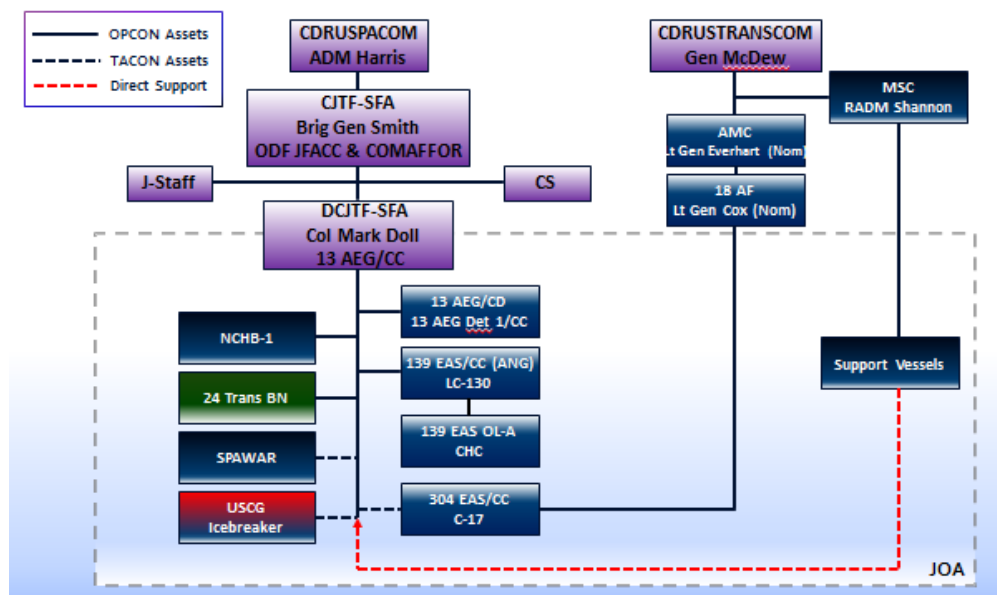 OPCON Assets
TACON Assets
Direct Support
CDRUSPACOM
ADM Harris
CDRUSTRANSCOM
Gen McDew
MSC
RADM Shannon
CJTF-SFA
Brig Gen Smith
ODF JFACC & COMAFFOR
AMC
Lt Gen Everhart (Nom)
J-Staff
CS
18 AF
Lt Gen Cox (Nom)
DCJTF-SFA
Col Mark Doll
13 AEG/CC
13 AEG/CD
13 AEG Det 1/CC
NCHB-1
139 EAS/CC (ANG)
LC-130
Support Vessels
24 Trans BN
139 EAS OL-A
CHC
SPAWAR
304 EAS/CC
C-17
USCG
Icebreaker
JOA